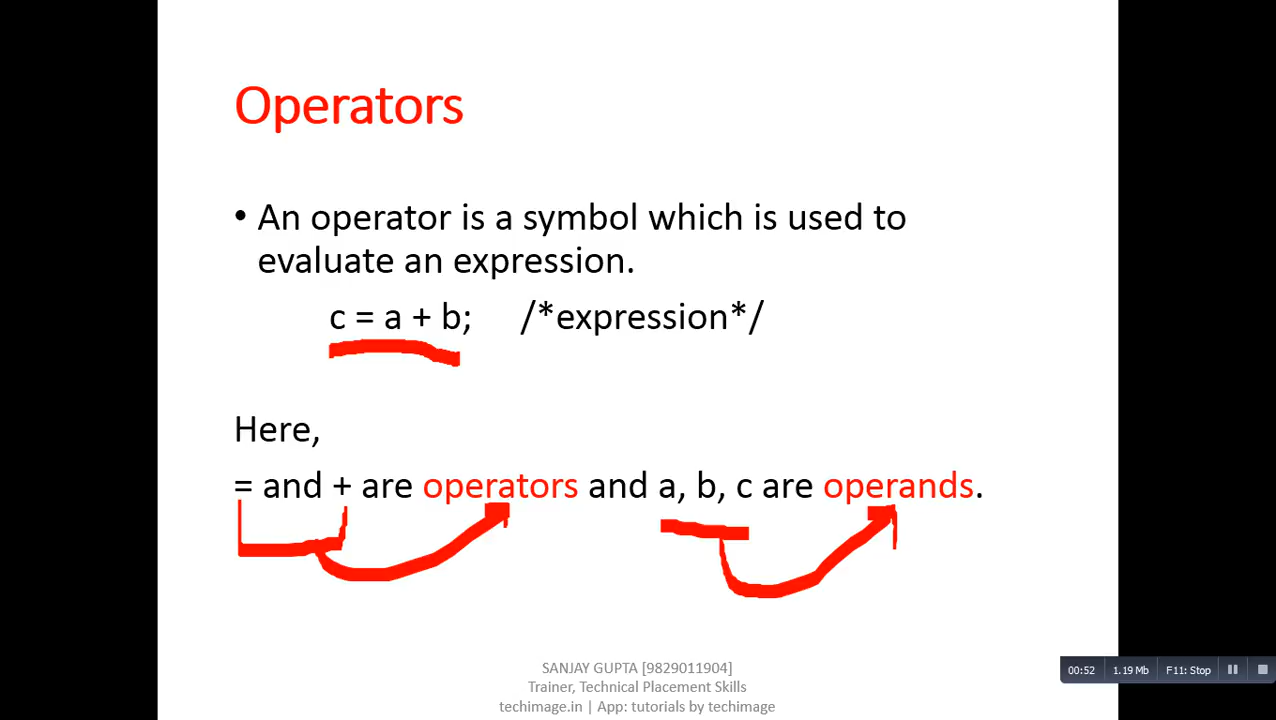 Operators
• An operator is a symbol which is used to
evaluate an expression.
c = a + b; /*expression*/
Here,
= and + are operators and a, b, c are operands.
SANJAY GUPTA [9829011904]
Trainer, Technical Placement Skills
techimage.in | App: tutorials by techimage
00:52 1.19 Mb F11: Stop